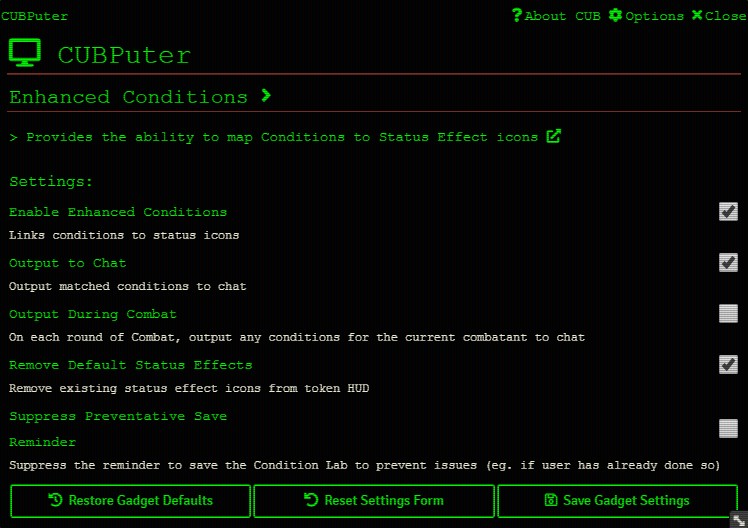 CUBPuter
About CUB Options Close
CUBPuter
Enhanced Conditions
> Provides the ability to map Conditions to Status Effect icons
Settings:
Enable Enhanced Conditions
Links conditions to status icons
Output to Chat
Output matched conditions to chat
Output During Combat
On each round of Combat, output any conditions for the current combatant to chat
Remove Default Status Effects
Remove existing status effect icons from token HUD
Suppress Preventative Save
Reminder
Suppress the reminder to save the Condition Lab to prevent issues (eg. if user has already done so)
Restore Gadget Defaults Reset Settings Form Save Gadget Settings